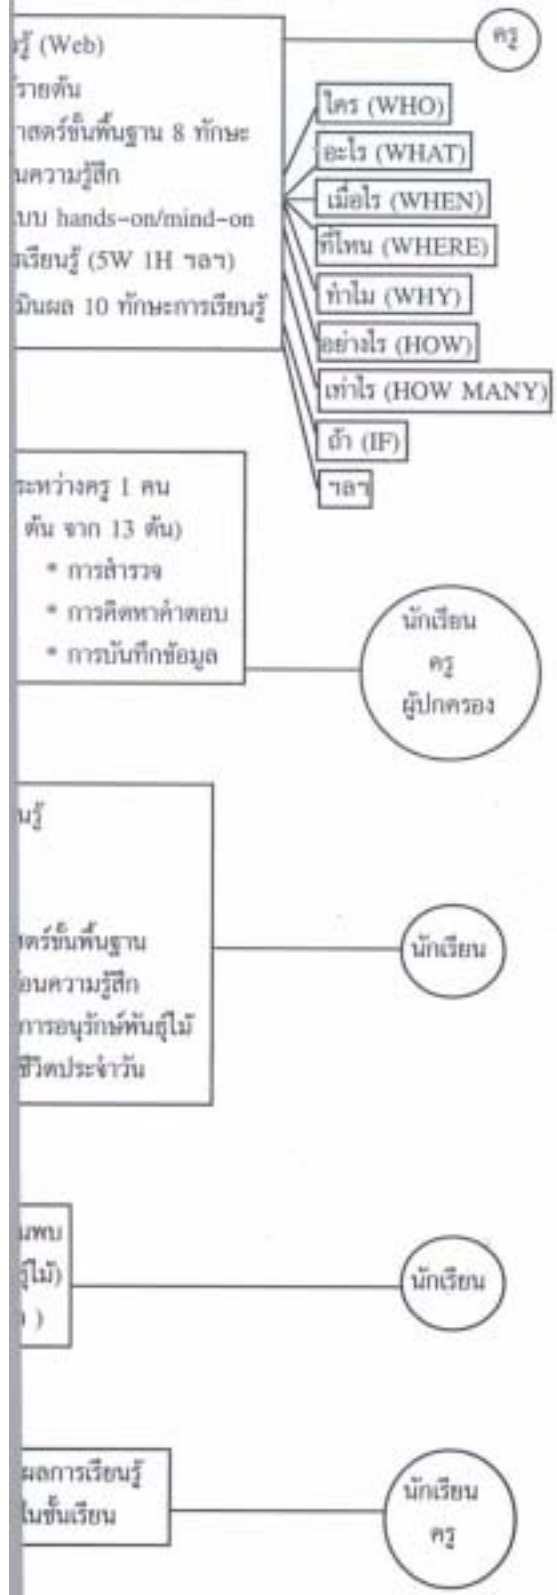 ครู
นรู้ (Web)
รายต้น
าสตร์ขั้นพื้นฐาน 8 ทักษะ
นความรู้สึก
แบบ hands-on/mind-on
รเรียนรู้ (5W 1H ฯลฯ)
เมินผล 10 ทักษะการเรียนรู้
ใคร (WHO)
อะไร (WHAT)
เมื่อไร (WHEN)
ที่ไหน (WHERE)
ทำไม (WHY)
อย่างไร (HOW)
เท่าไร (HOW MANY)
ถ้า (IF)
ฯลฯ
ระหว่างครู 1 คน
ต้น จาก 13 ต้น)
* การสำรวจ
* การคิดหาคำตอบ
* การบันทึกข้อมูล
นักเรียน
ครู
ผู้ปกครอง
นรู้
สตร์ขั้นพื้นฐาน
อนความรู้สึก
การอนุรักษ์พันธุ์ไม้
ชีวิตประจำวัน
นักเรียน
นพบ
ธุ์ไม้)
)
นักเรียน
ผลการเรียนรู้
ในชั้นเรียน
นักเรียน
ครู